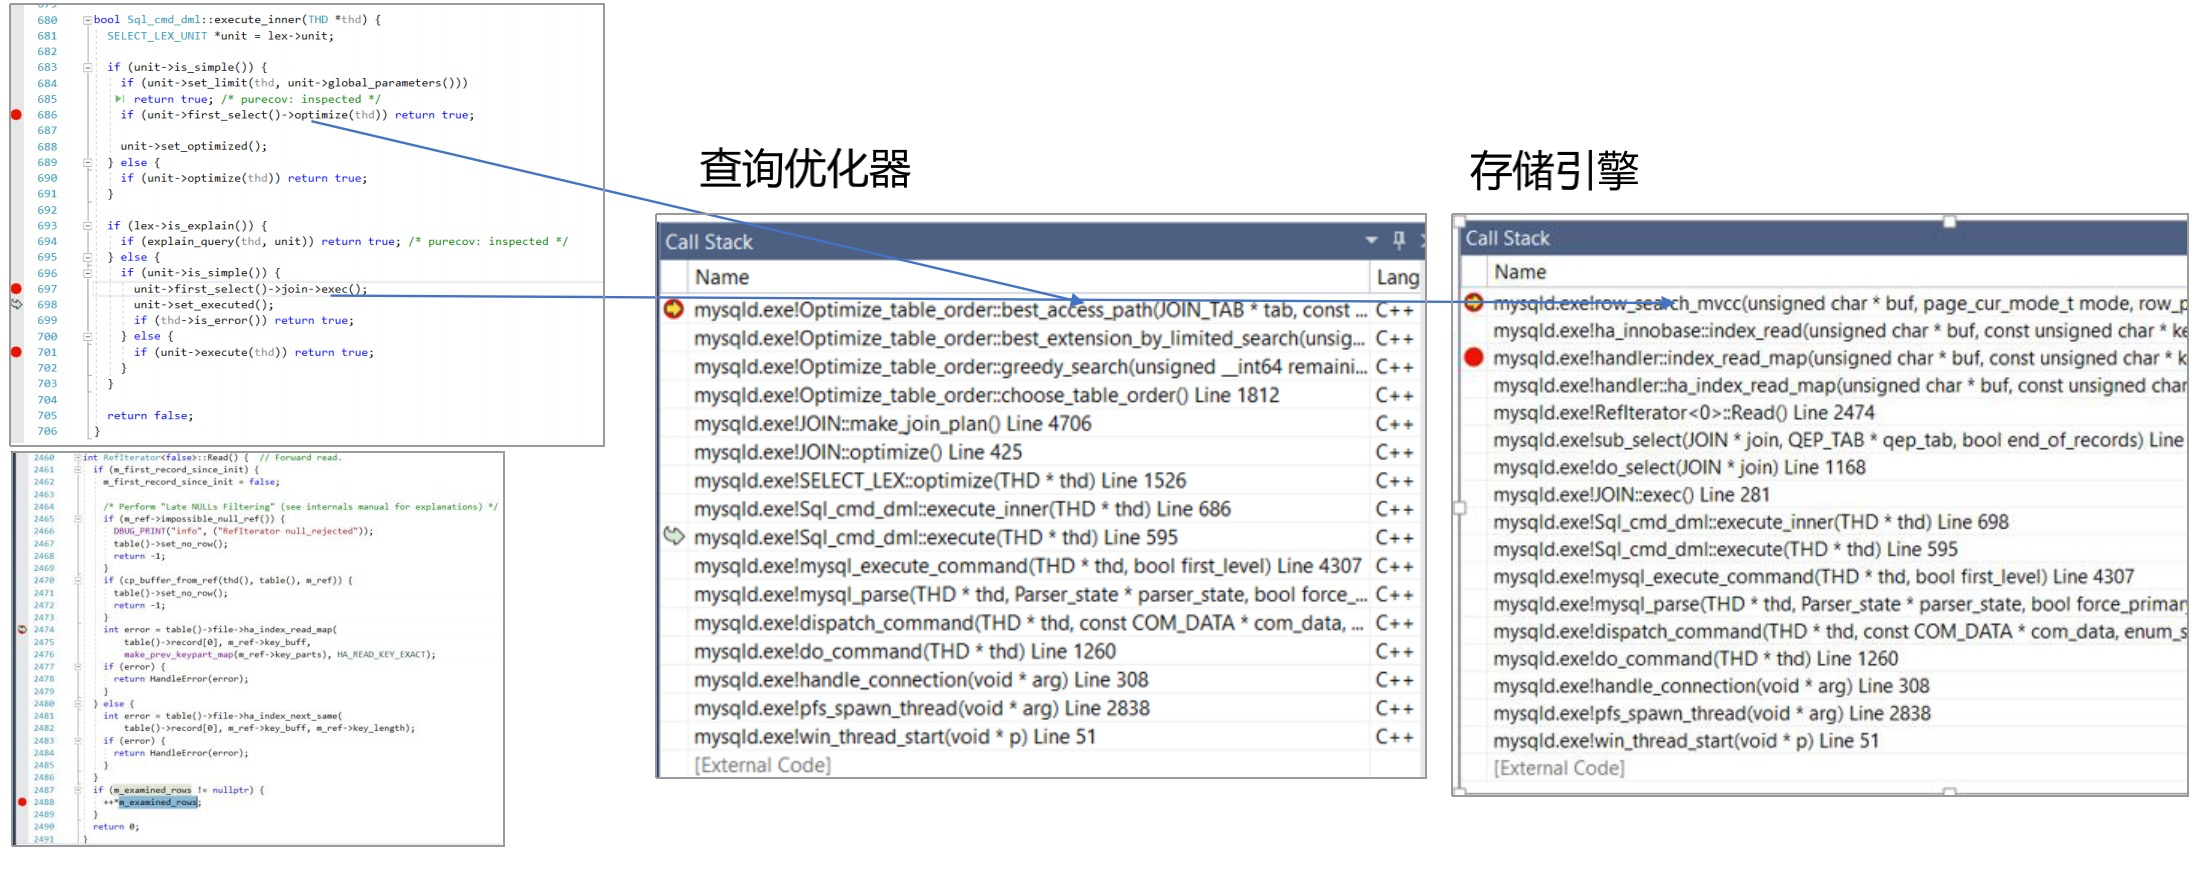 680 bool Sql_cmd_dml::execute_inner(THD *thd) {
681 SELECT_LEX_UNIT *unit = lex->unit;
682
683 if (unit->is_simple()) {
684 if (unit->set_limit(thd, unit->global_parameters()))
685 return true; /* purecov: inspected */
686 if (unit->first_select()->optimize(thd)) return true;
687
688 unit->set_optimized();
689 } else {
690 if (unit->optimize(thd)) return true;
691 }
692
693 if (lex->is_explain()) {
694 if (explain_query(thd, unit)) return true; /* purecov: inspected */
695 } else {
696 if (unit->is_simple()) {
697 unit->first_select()->join->exec();
698 unit->set_executed();
699 if (thd->is_error()) return true;
700 } else {
701 if (unit->execute(thd)) return true;
702 }
703 }
704
705 return false;
706 }
2460 int RefIterator<false>::Read() { // Forward read.
2461 if (m_first_record_since_init) {
2462 m_first_record_since_init = false;
2463
2464 /* Perform "Late NULLs Filtering" (see internals manual for explanations) */
2465 if (m_ref->impossible_null_ref()) {
2466 DBUG_PRINT("info", ("RefIterator null_rejected"));
2467 table()->set_no_row();
2468 return -1;
2469 }
2470 if (cp_buffer_from_ref(thd(), table(), m_ref)) {
2471 table()->set_no_row();
2472 return -1;
2473 }
2474 int error = table()->file->ha_index_read_map(
2475 table()->record[0], m_ref->key_buff,
2476 make_prev_keypart_map(m_ref->key_parts), HA_READ_KEY_EXACT);
2477 if (error) {
2478 return HandleError(error);
2479 }
2480 } else {
2481 int error = table()->file->ha_index_next_same(
2482 table()->record[0], m_ref->key_buff, m_ref->key_length);
2483 if (error) {
2484 return HandleError(error);
2485 }
2486 }
2487 if (m_examined_rows != nullptr) {
2488 ++*m_examined_rows;
2489 }
2490 return 0;
2491 }
查询优化器
Call Stack
Name Lang
mysqld.exe!Optimize_table_order::best_access_path(JOIN_TAB * tab, const ... C++
mysqld.exe!Optimize_table_order::best_extension_by_limited_search(unsig... C++
mysqld.exe!Optimize_table_order::greedy_search(unsigned __int64 remaini... C++
mysqld.exe!Optimize_table_order::choose_table_order() Line 1812 C++
mysqld.exe!JOIN::make_join_plan() Line 4706 C++
mysqld.exe!JOIN::optimize() Line 425 C++
mysqld.exe!SELECT_LEX::optimize(THD * thd) Line 1526 C++
mysqld.exe!Sql_cmd_dml::execute_inner(THD * thd) Line 686 C++
mysqld.exe!Sql_cmd_dml::execute(THD * thd) Line 595 C++
mysqld.exe!mysql_execute_command(THD * thd, bool first_level) Line 4307 C++
mysqld.exe!mysql_parse(THD * thd, Parser_state * parser_state, bool force_... C++
mysqld.exe!dispatch_command(THD * thd, const COM_DATA * com_data, ... C++
mysqld.exe!do_command(THD * thd) Line 1260 C++
mysqld.exe!handle_connection(void * arg) Line 308 C++
mysqld.exe!pfs_spawn_thread(void * arg) Line 2838 C++
mysqld.exe!win_thread_start(void * p) Line 51 C++
[External Code]
存储引擎
Call Stack
Name
mysqld.exe!row_search_mvcc(unsigned char * buf, page_cur_mode_t mode, row_p
mysqld.exe!ha_innobase::index_read(unsigned char * buf, const unsigned char * ke
mysqld.exe!handler::index_read_map(unsigned char * buf, const unsigned char * k
mysqld.exe!handler::ha_index_read_map(unsigned char * buf, const unsigned char
mysqld.exe!RefIterator<0>::Read() Line 2474
mysqld.exe!sub_select(JOIN * join, QEP_TAB * qep_tab, bool end_of_records) Line
mysqld.exe!do_select(JOIN * join) Line 1168
mysqld.exe!JOIN::exec() Line 281
mysqld.exe!Sql_cmd_dml::execute_inner(THD * thd) Line 698
mysqld.exe!Sql_cmd_dml::execute(THD * thd) Line 595
mysqld.exe!mysql_execute_command(THD * thd, bool first_level) Line 4307
mysqld.exe!mysql_parse(THD * thd, Parser_state * parser_state, bool force_primar
mysqld.exe!dispatch_command(THD * thd, const COM_DATA * com_data, enum_s
mysqld.exe!do_command(THD * thd) Line 1260
mysqld.exe!handle_connection(void * arg) Line 308
mysqld.exe!pfs_spawn_thread(void * arg) Line 2838
mysqld.exe!win_thread_start(void * p) Line 51
[External Code]